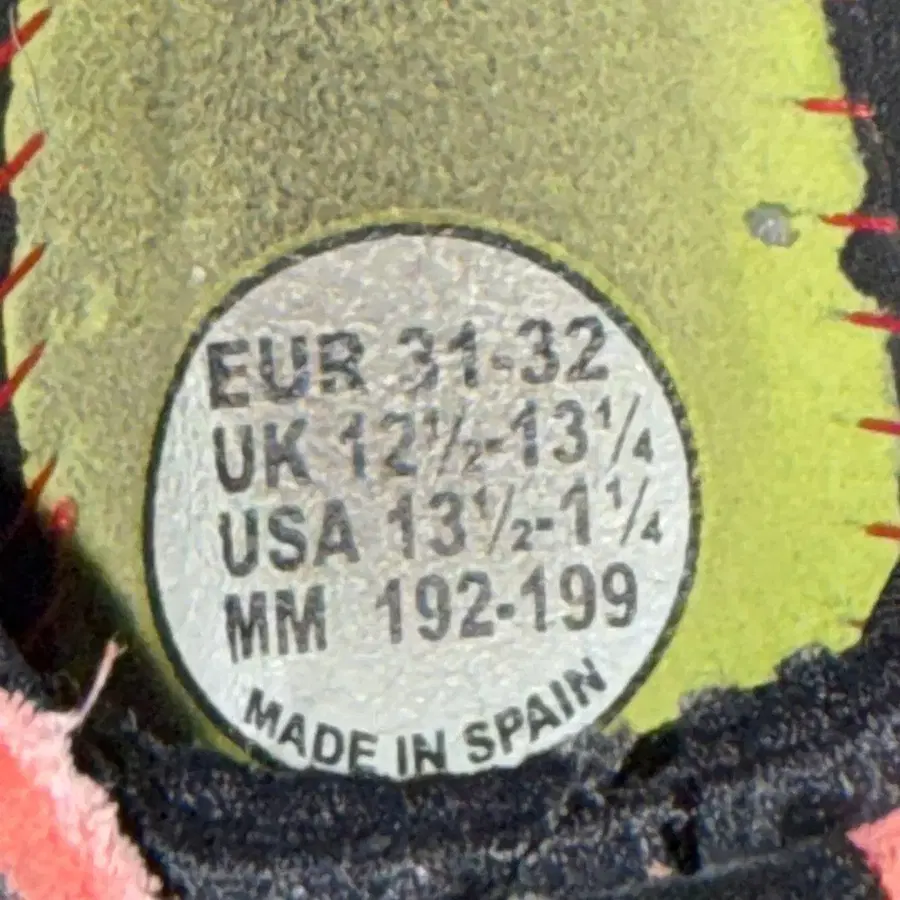 EUR 31-32
UK 12½-13¼
USA 13½-1¼
MM 192-199
MADE IN SPAIN